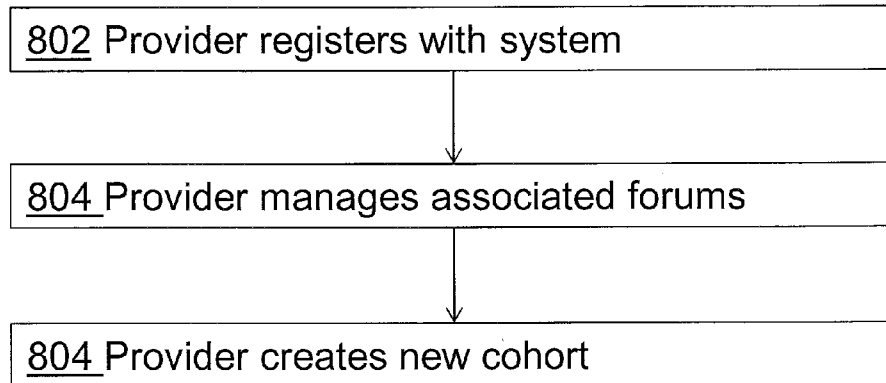 802 Provider registers with system
804 Provider manages associated forums
804 Provider creates new cohort